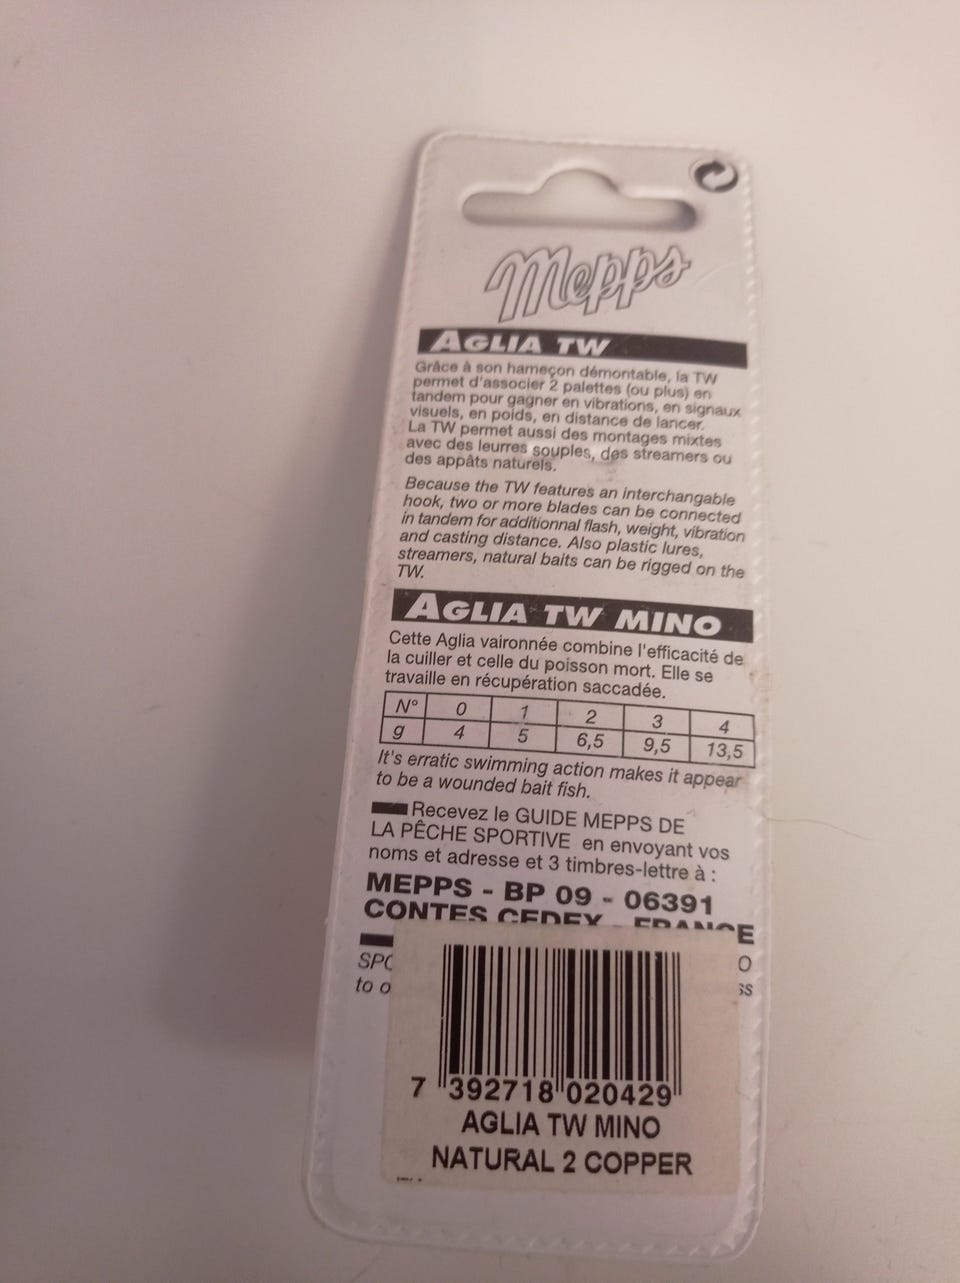 Mepps
AGLIA TW
Grâce à son hameçon démontable, la TW
permet d'associer 2 palettes (ou plus) en
tandem pour gagner en vibrations, en signaux
visuels, en poids, en distance de lancer.
La TW permet aussi des montages mixtes
avec des leurres souples, des streamers ou
des appâts naturels.
Because the TW features an interchangable
hook, two or more blades can be connected
in tandem for additionnal flash, weight, vibration
and casting distance. Also plastic lures,
streamers, natural baits can be rigged on the
TW.
AGLIA TW MINO
Cette Aglia vaironnée combine l'efficacité de
la cuiller et celle du poisson mort. Elle se
travaille en récupération saccadée.
N° 0 1 2 3 4
g 4 5 6,5 9,5 13,5
It's erratic swimming action makes it appear
to be a wounded bait fish.
Recevez le GUIDE MEPPS DE
LA PÊCHE SPORTIVE en envoyant vos
noms et adresse et 3 timbres-lettre à :
MEPPS - BP 09 - 06391
CONTES CEDEX - FRANCE
to
7 392718 020429
AGLIA TW MINO
NATURAL 2 COPPER